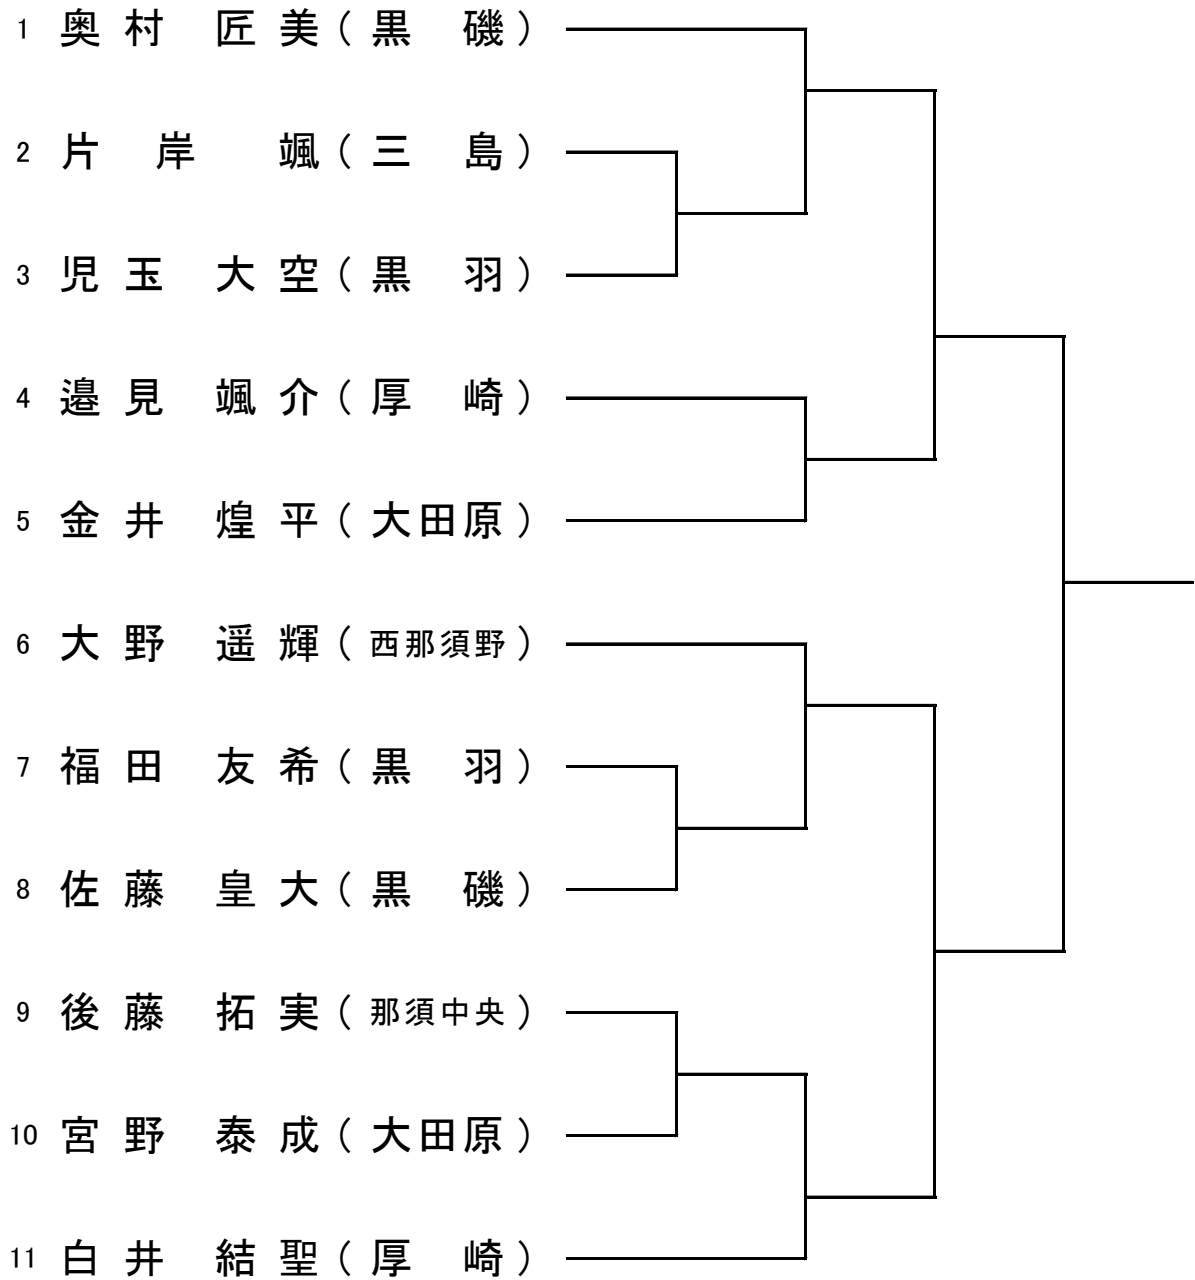 1 奥村 匠美(黒 磯)
2 片岸 颯(三 島)
3 児玉 大空(黒 羽)
4 邉見 颯介(厚 崎)
5 金井 煌平(大田原)
6 大野 遥輝(西那須野)
7 福田 友希(黒 羽)
8 佐藤 皇大(黒 磯)
9 後藤 拓実(那須中央)
10 宮野 泰成(大田原)
11 白井 結聖(厚 崎)